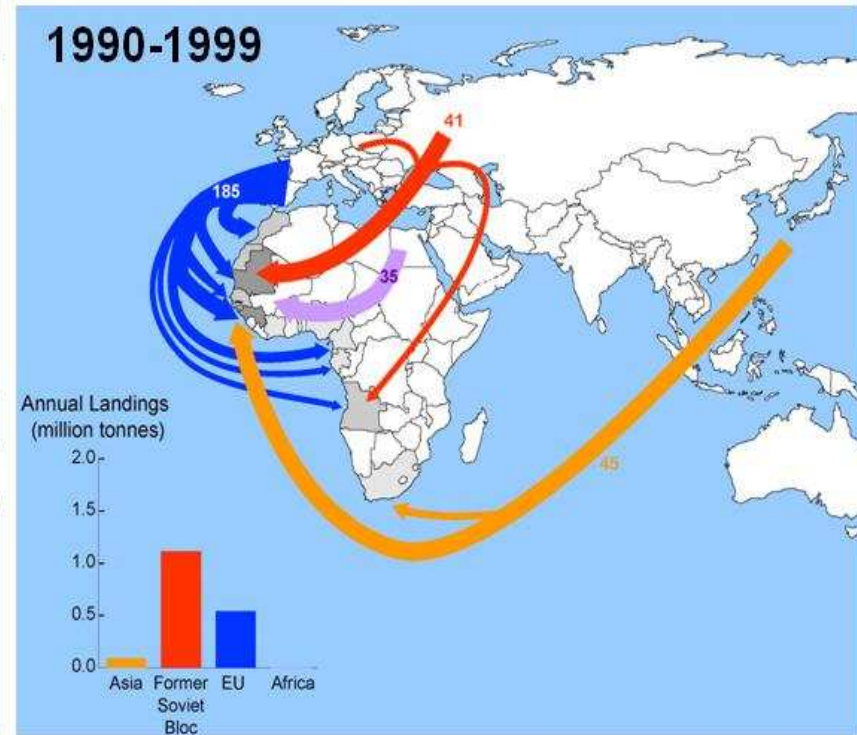 1990-1999
41
185
35
45
Annual Landings
(million tonnes)
2.0
1.5
1.0
0.5
0.0
Asia
Former
Soviet
Bloc
EU
Africa